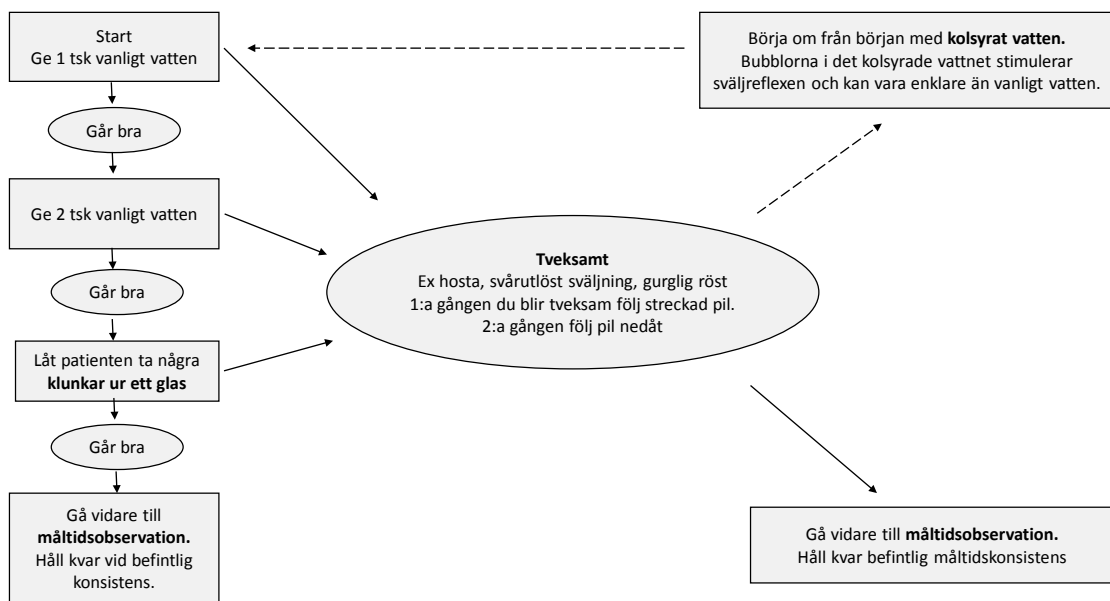 Start
Ge 1 tsk vanligt vatten
Går bra
Ge 2 tsk vanligt vatten
Går bra
Låt patienten ta några
klunkar ur ett glas
Går bra
Gå vidare till
måltidsobservation.
Håll kvar vid befintlig
konsistens.
Börja om från början med kolsyrat vatten.
Bubblorna i det kolsyrade vattnet stimulerar
sväljreflexen och kan vara enklare än vanligt vatten.
Tveksamt
Ex hosta, svårutlöst sväljning, gurglig röst
1:a gången du blir tveksam följ streckad pil.
2:a gången följ pil nedåt
Gå vidare till måltidsobservation.
Håll kvar befintlig måltidskonsistens